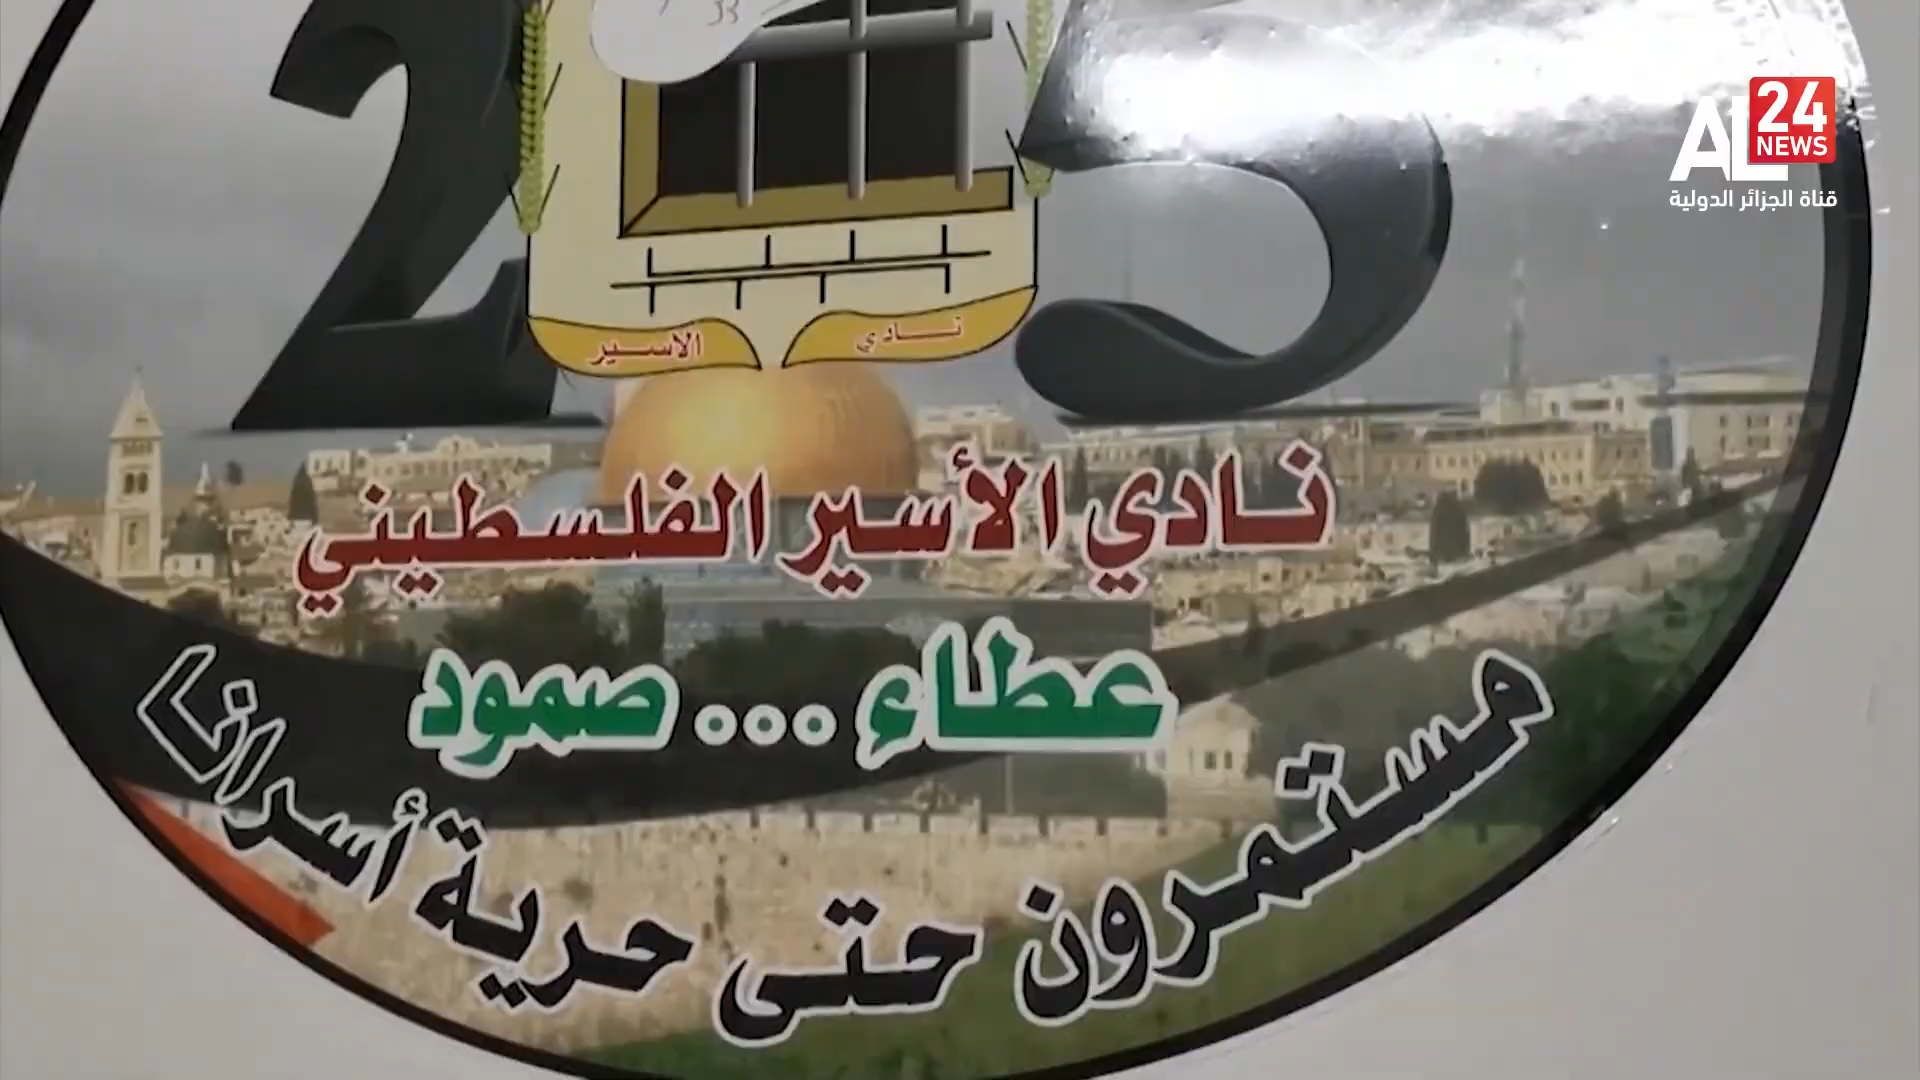 25
AL 24 NEWS
قناة الجزائر الدولية
نادي الأسير
نادي الأسير الفلسطيني
عطاء ... صمود
مستمرون حتى حرية أسرانا